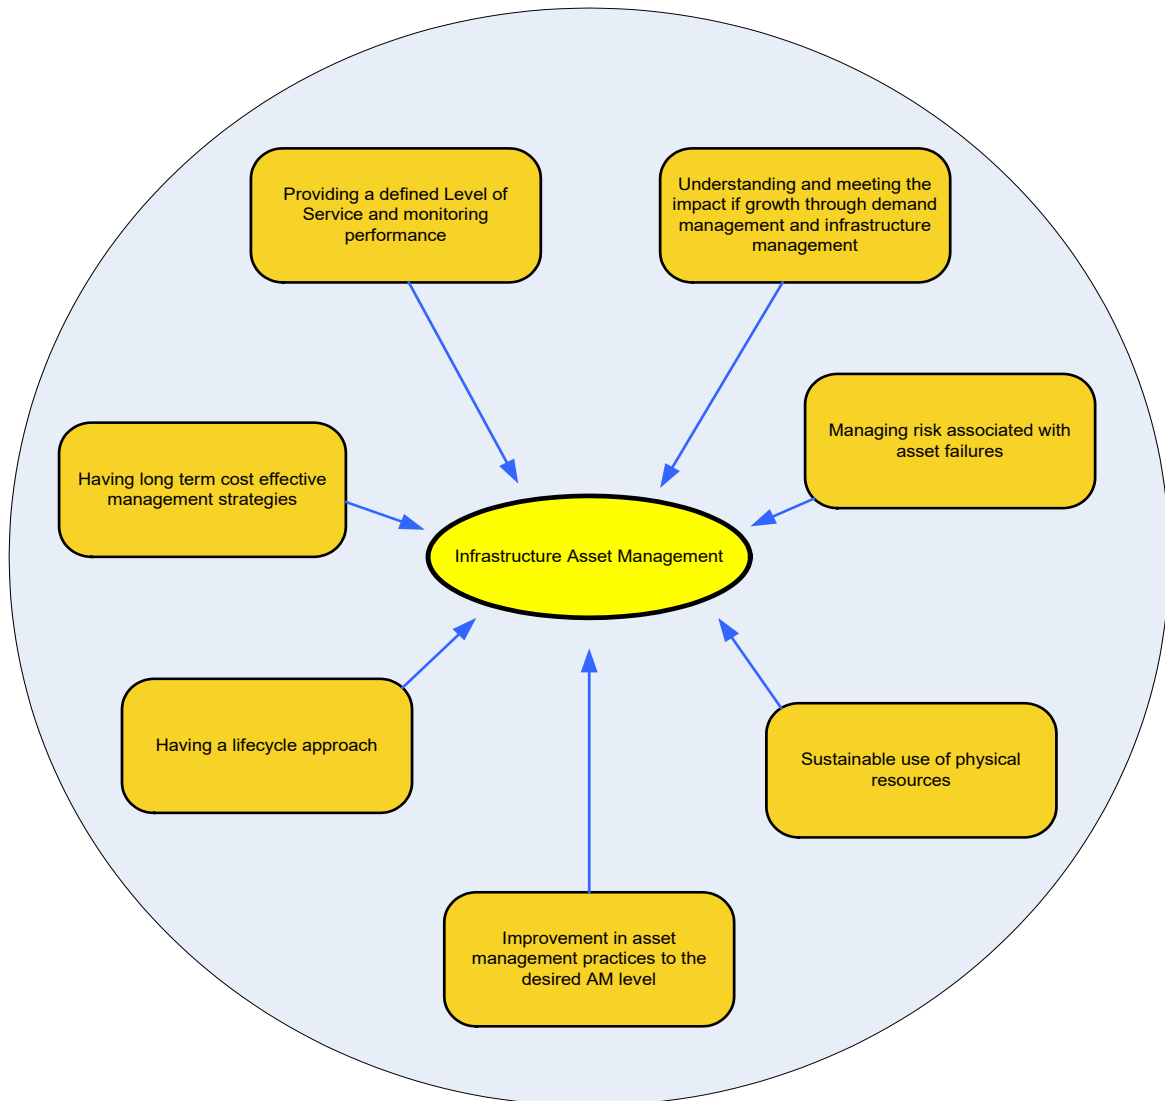 Providing a defined Level of
Service and monitoring
performance
Understanding and meeting the
impact if growth through demand
management and infrastructure
management
Managing risk associated with
asset failures
Having long term cost effective
management strategies
Infrastructure Asset Management
Having a lifecycle approach
Sustainable use of physical
resources
Improvement in asset
management practices to the
desired AM level